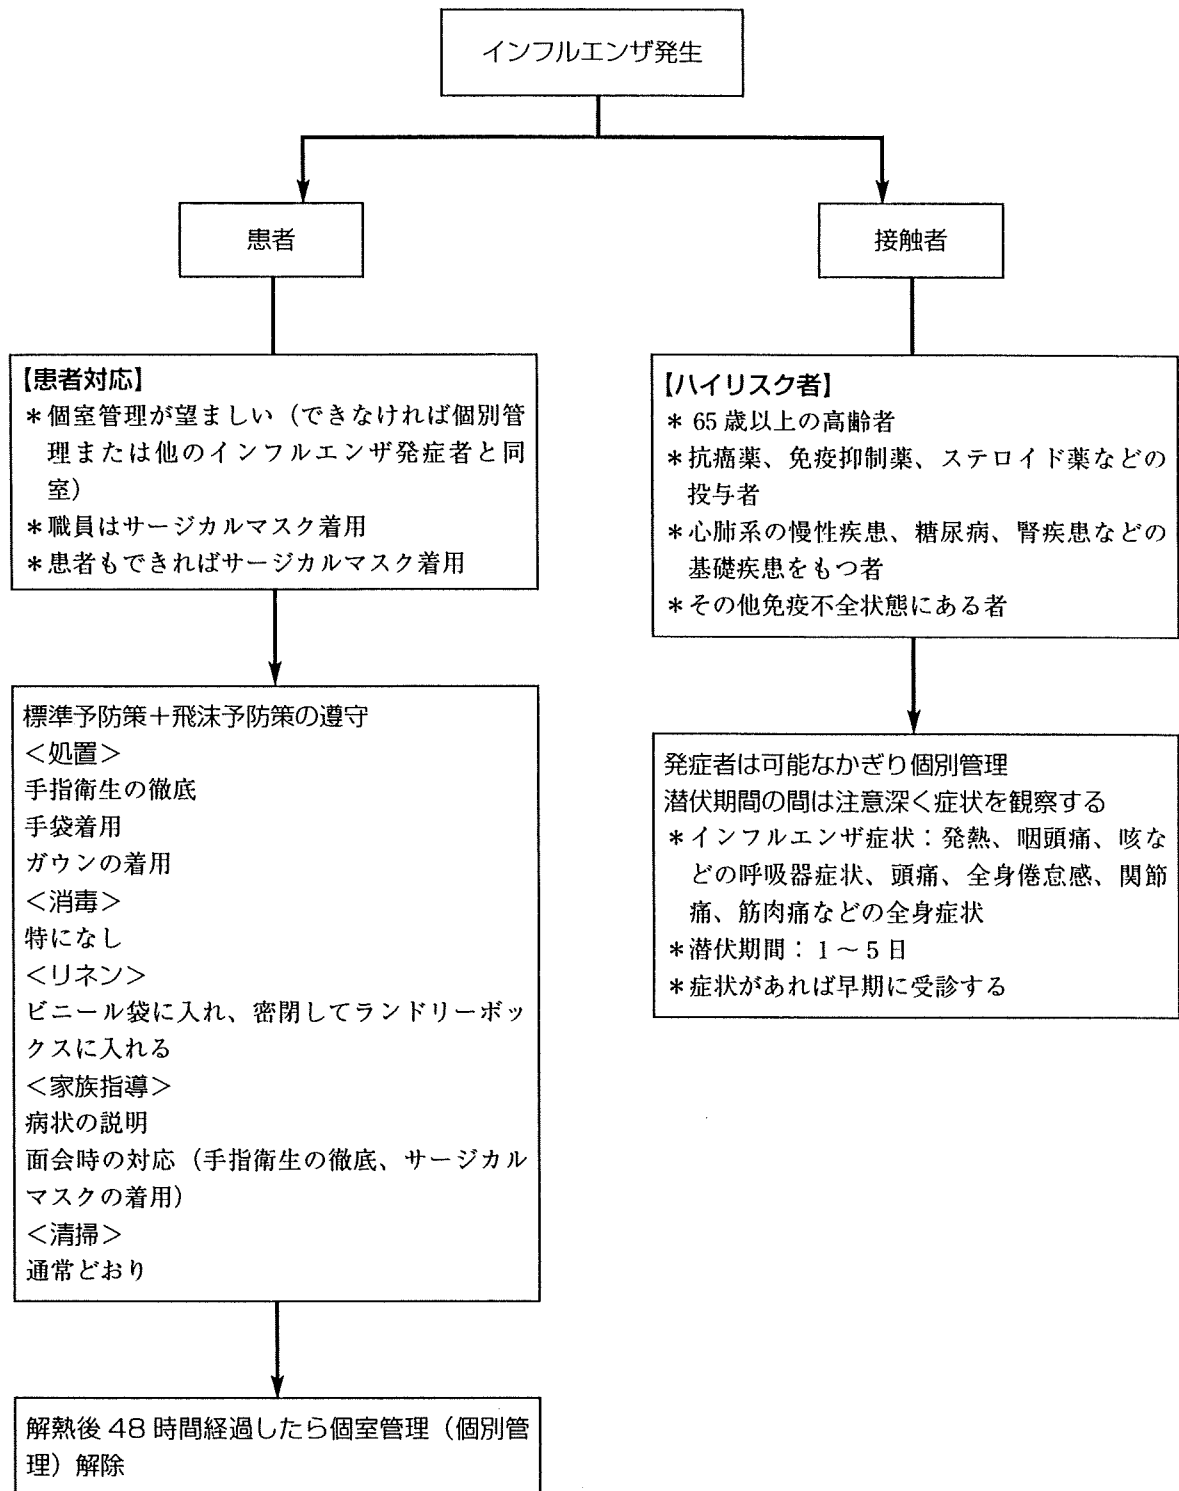 インフルエンザ発生
患者
接触者
【患者対応】
＊個室管理が望ましい（できなければ個別管
理または他のインフルエンザ発症者と同
室）
＊職員はサージカルマスク着用
＊患者もできればサージカルマスク着用
【ハイリスク者】
＊65歳以上の高齢者
＊抗癌薬、免疫抑制薬、ステロイド薬などの
投与者
＊心肺系の慢性疾患、糖尿病、腎疾患などの
基礎疾患をもつ者
＊その他免疫不全状態にある者
標準予防策＋飛沫予防策の遵守
＜処置＞
手指衛生の徹底
手袋着用
ガウンの着用
＜消毒＞
特になし
＜リネン＞
ビニール袋に入れ、密閉してランドリーボッ
クスに入れる
＜家族指導＞
病状の説明
面会時の対応（手指衛生の徹底、サージカル
マスクの着用）
＜清掃＞
通常どおり
発症者は可能なかぎり個別管理
潜伏期間の間は注意深く症状を観察する
＊インフルエンザ症状：発熱、咽頭痛、咳な
どの呼吸器症状、頭痛、全身倦怠感、関節
痛、筋肉痛などの全身症状
＊潜伏期間：1～5日
＊症状があれば早期に受診する
解熱後48時間経過したら個室管理（個別管
理）解除